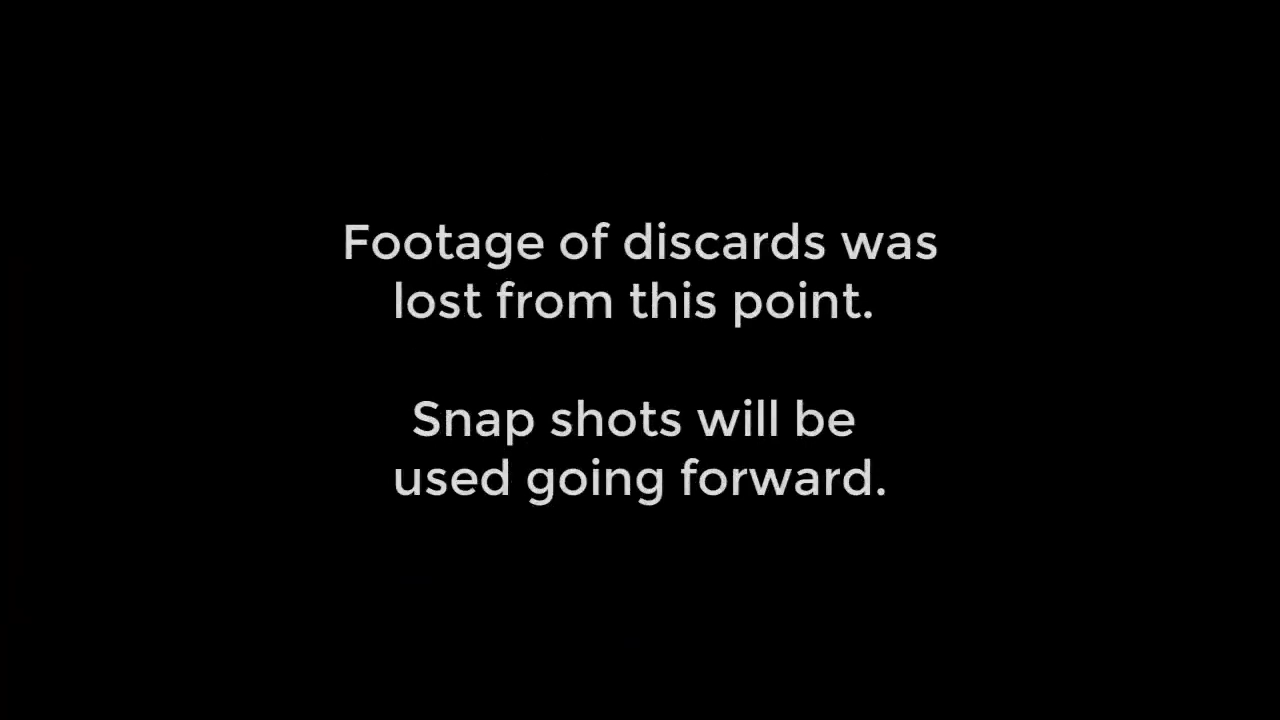 Footage of discards was
lost from this point.
Snap shots will be
used going forward.